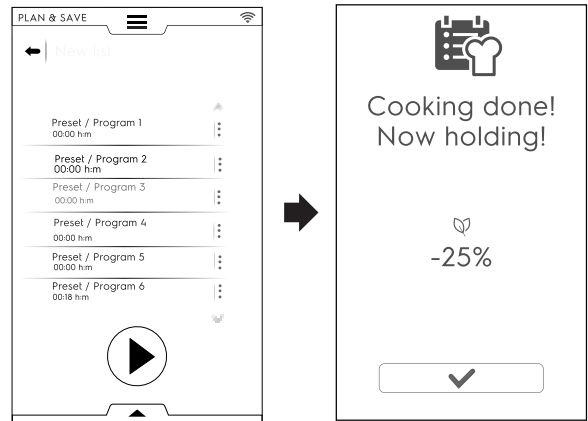 PLAN & SAVE
New list
Preset / Program 1
00:00 h:m
Preset / Program 2
00:00 h:m
Preset / Program 3
00:00 h:m
Preset / Program 4
00:00 h:m
Preset / Program 5
00:00 h:m
Preset / Program 6
00:18 h:m
Cooking done!
Now holding!
-25%